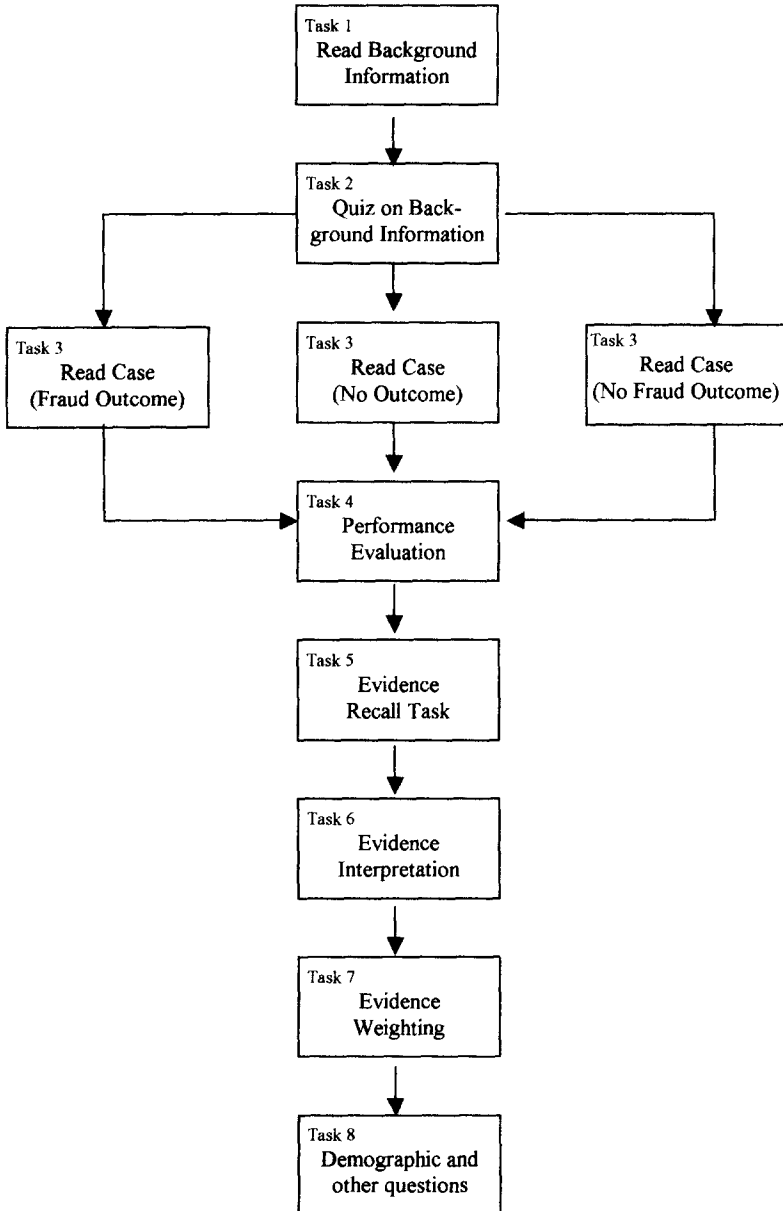 Task 1
Read Background
Information
Task 2
Quiz on Back-
ground Information
Task 3
Read Case
(Fraud Outcome)
Task 3
Read Case
(No Outcome)
Task 3
Read Case
(No Fraud Outcome)
Task 4
Performance
Evaluation
Task 5
Evidence
Recall Task
Task 6
Evidence
Interpretation
Task 7
Evidence
Weighting
Task 8
Demographic and
other questions